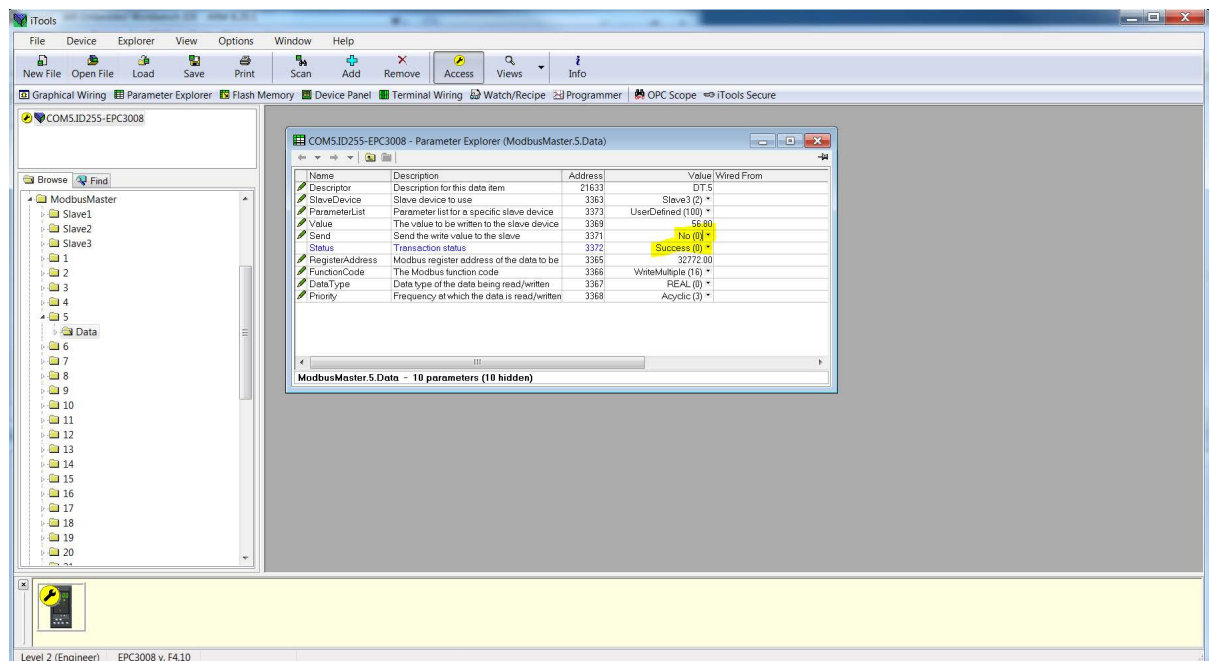 iTools
File Device Explorer View Options Window Help
New File Open File Load Save Print Scan Add Remove Access Views Info
Graphical Wiring Parameter Explorer Flash Memory Device Panel Terminal Wiring Watch/Recipe Programmer OPC Scope iTools Secure
COM5.ID255-EPC3008
Browse Find
ModbusMaster
Slave1
Slave2
Slave3
1
2
3
4
5
Data
6
7
8
9
10
11
12
13
14
15
16
17
18
19
20
COM5.ID255-EPC3008 - Parameter Explorer (ModbusMaster.5.Data)
Name Description Address Value Wired From
Descriptor Description for this data item 21633 DT.5
SlaveDevice Slave device to use 3363 Slave3 (2)
ParameterList Parameter list for a specific slave device 3373 UserDefined (100)
Value The value to be written to the slave device 3369 56.80
Send Send the write value to the slave 3371 No (0)
Status Transaction status 3372 Success (0)
RegisterAddress Modbus register address of the data to be 3365 32772.00
FunctionCode The Modbus function code 3366 WriteMultiple (16)
DataType Data type of the data being read/written 3367 REAL (0)
Priority Frequency at which the data is read/written 3368 Acyclic (3)
ModbusMaster.5.Data - 10 parameters (10 hidden)
Level 2 (Engineer) EPC3008 v. F4.10